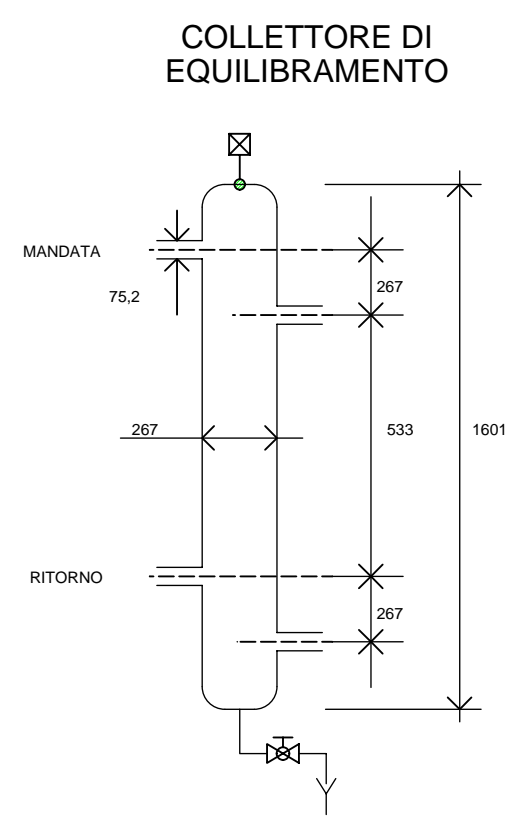 COLLETTORE DI
EQUILIBRAMENTO
MANDATA
267
75,2
267
533
1601
RITORNO
267